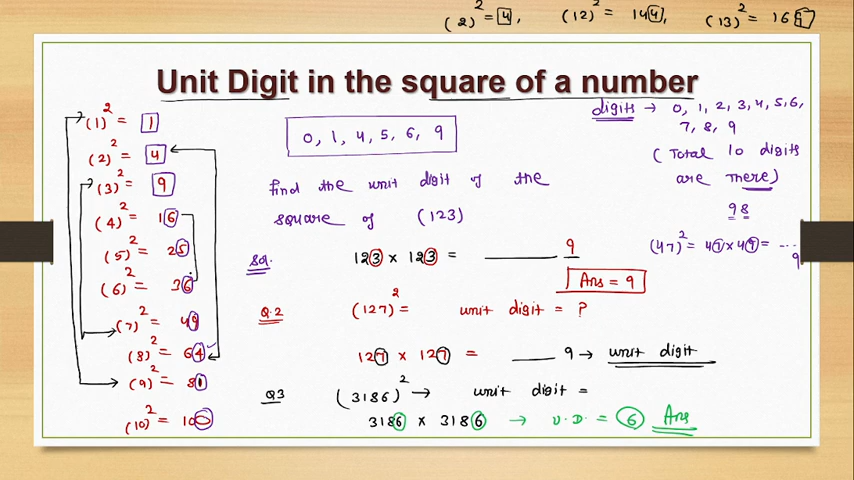 (2)² = 4, (12)² = 144, (13)² = 169
Unit Digit in the square of a number
digits → 0, 1, 2, 3, 4, 5, 6,
7, 8, 9
(Total 10 digits
are there)
98
(47)² = 47 x 47 = ---- 9
(1)² = 1
(2)² = 4
(3)² = 9
(4)² = 16
(5)² = 25
(6)² = 36
(7)² = 49
(8)² = 64
(9)² = 81
(10)² = 100
0, 1, 4, 5, 6, 9
find the unit digit of the
square of (123)
123 x 123 = ______ 9
Ans = 9
Q.2 (127)² = unit digit = ?
127 x 127 = ____ 9 → unit digit
Q3 (3186)² → unit digit =
3186 x 3186 → U.D. = 6 Ans